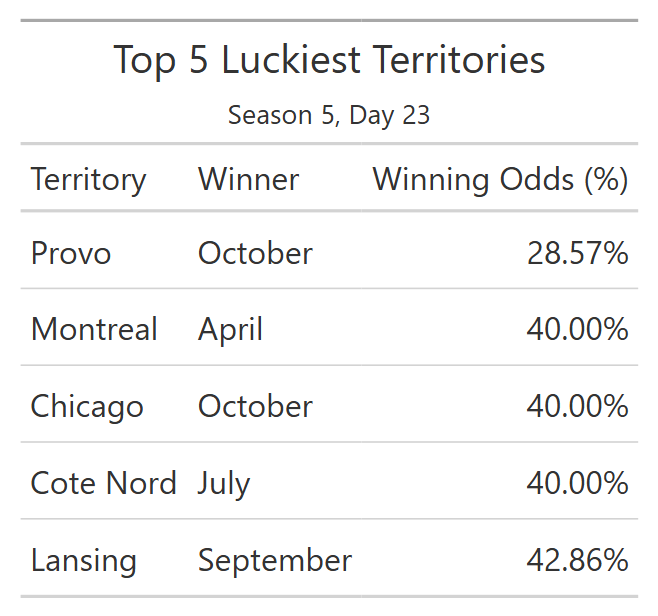 Top 5 Luckiest Territories
Season 5, Day 23
Territory Winner Winning Odds (%)
Provo October 28.57%
Montreal April 40.00%
Chicago October 40.00%
Cote Nord July 40.00%
Lansing September 42.86%